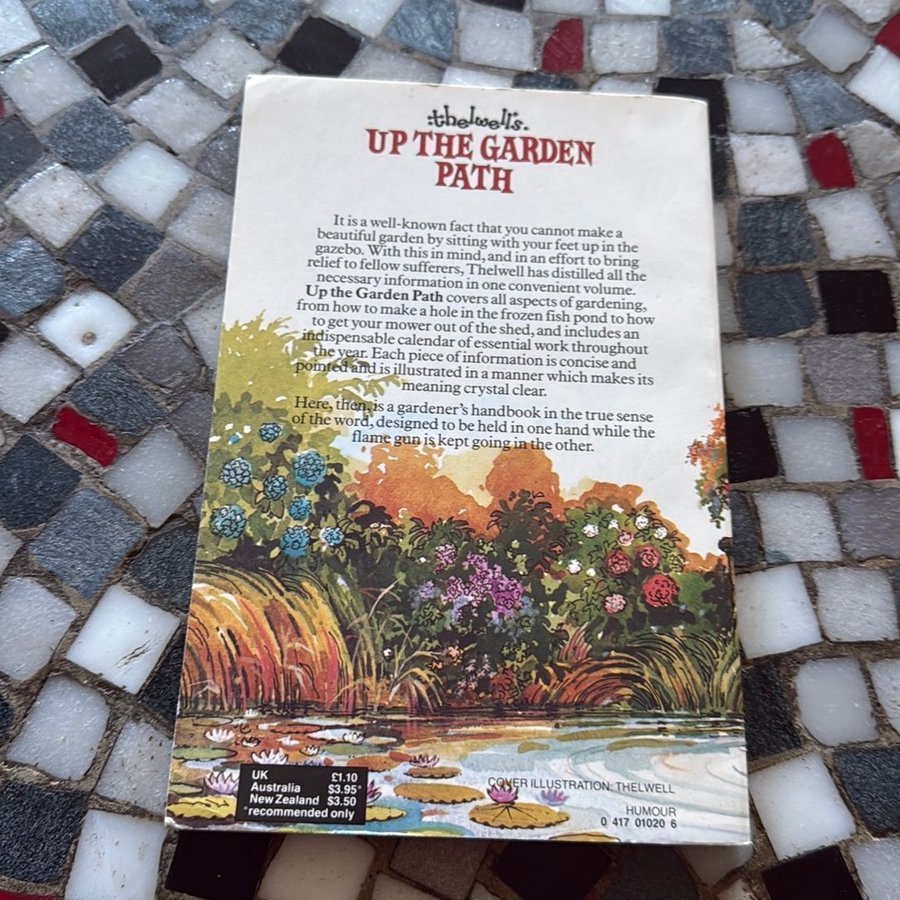 thelwell's.
UP THE GARDEN
PATH
It is a well-known fact that you cannot make a
beautiful garden by sitting with your feet up in the
gazebo. With this in mind, and in an effort to bring
relief to fellow sufferers, Thelwell has distilled all the
necessary information in one convenient volume.
Up the Garden Path covers all aspects of gardening,
from how to make a hole in the frozen fish pond to how
to get your mower out of the shed, and includes an
indispensable calendar of essential work throughout
the year. Each piece of information is concise and
pointed and is illustrated in a manner which makes its
meaning crystal clear.
Here, then, is a gardener's handbook in the true sense
of the word, designed to be held in one hand while the
flame gun is kept going in the other.
UK £1.10
Australia $3.95*
New Zealand $3.50
*recommended only
COVER ILLUSTRATION: THELWELL
HUMOUR
0 417 01020 6